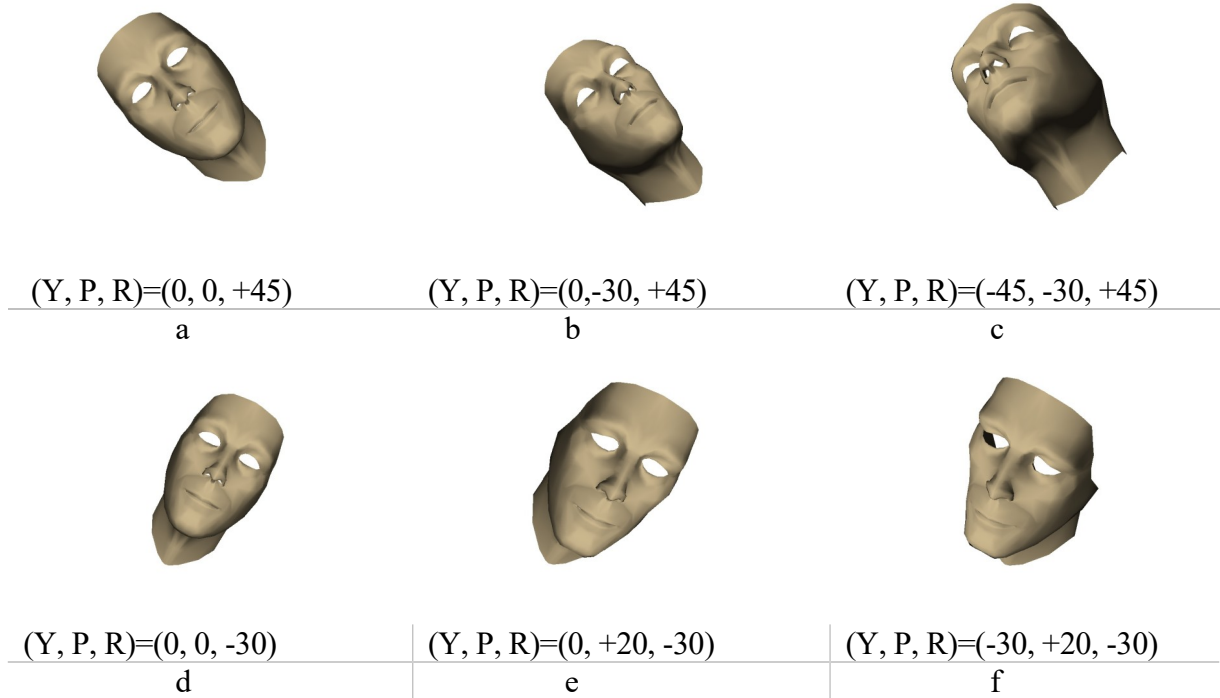 (Y, P, R)=(0, 0, +45) (Y, P, R)=(0,-30, +45) (Y, P, R)=(-45, -30, +45)
a b c
(Y, P, R)=(0, 0, -30) (Y, P, R)=(0, +20, -30) (Y, P, R)=(-30, +20, -30)
d e f